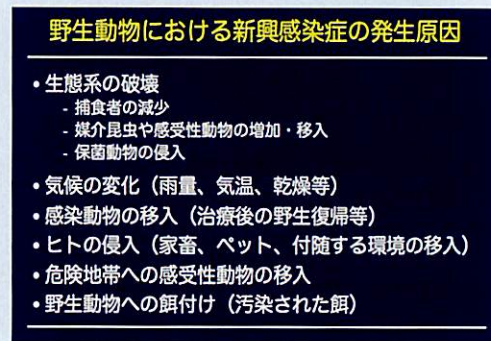 野生動物における新興感染症の発生原因
• 生態系の破壊
- 捕食者の減少
- 媒介昆虫や感受性動物の増加・移入
- 保菌動物の侵入
• 気候の変化（雨量、気温、乾燥等）
• 感染動物の移入（治療後の野生復帰等）
• ヒトの侵入（家畜、ペット、付随する環境の移入）
• 危険地帯への感受性動物の移入
• 野生動物への餌付け（汚染された餌）